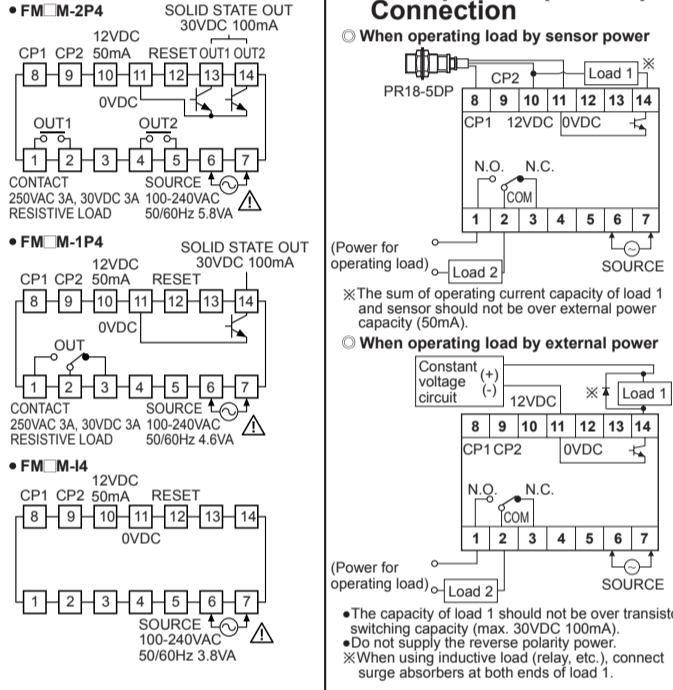 ● FM□M-2P4
SOLID STATE OUT
30VDC 100mA
12VDC
CP1 CP2 50mA RESET OUT1 OUT2
8 9 10 11 12 13 14
0VDC
OUT1 OUT2
1 2 3 4 5 6 7
CONTACT SOURCE
250VAC 3A, 30VDC 3A 100-240VAC
RESISTIVE LOAD 50/60Hz 5.8VA
● FM□M-1P4
SOLID STATE OUT
30VDC 100mA
12VDC
CP1 CP2 50mA RESET
8 9 10 11 12 13 14
0VDC
OUT
1 2 3 4 5 6 7
CONTACT SOURCE
250VAC 3A, 30VDC 3A 100-240VAC
RESISTIVE LOAD 50/60Hz 4.6VA
● FM□M-I4
12VDC
CP1 CP2 50mA RESET
8 9 10 11 12 13 14
0VDC
1 2 3 4 5 6 7
SOURCE
100-240VAC
50/60Hz 3.8VA
Connection
◎ When operating load by sensor power
PR18-5DP
CP2
Load 1 ※
8 9 10 11 12 13 14
CP1 12VDC 0VDC
N.O. N.C.
COM
1 2 3 4 5 6 7
(Power for
operating load)
Load 2
SOURCE
※The sum of operating current capacity of load 1
and sensor should not be over external power
capacity (50mA).
◎ When operating load by external power
Constant
voltage
circuit
(+)
(-)
12VDC
※ Load 1
8 9 10 11 12 13 14
CP1 CP2 0VDC
N.O. N.C.
COM
1 2 3 4 5 6 7
(Power for
operating load)
Load 2
SOURCE
●The capacity of load 1 should not be over transisto
switching capacity (max. 30VDC 100mA).
●Do not supply the reverse polarity power.
※When using inductive load (relay, etc.), connect
surge absorbers at both ends of load 1.